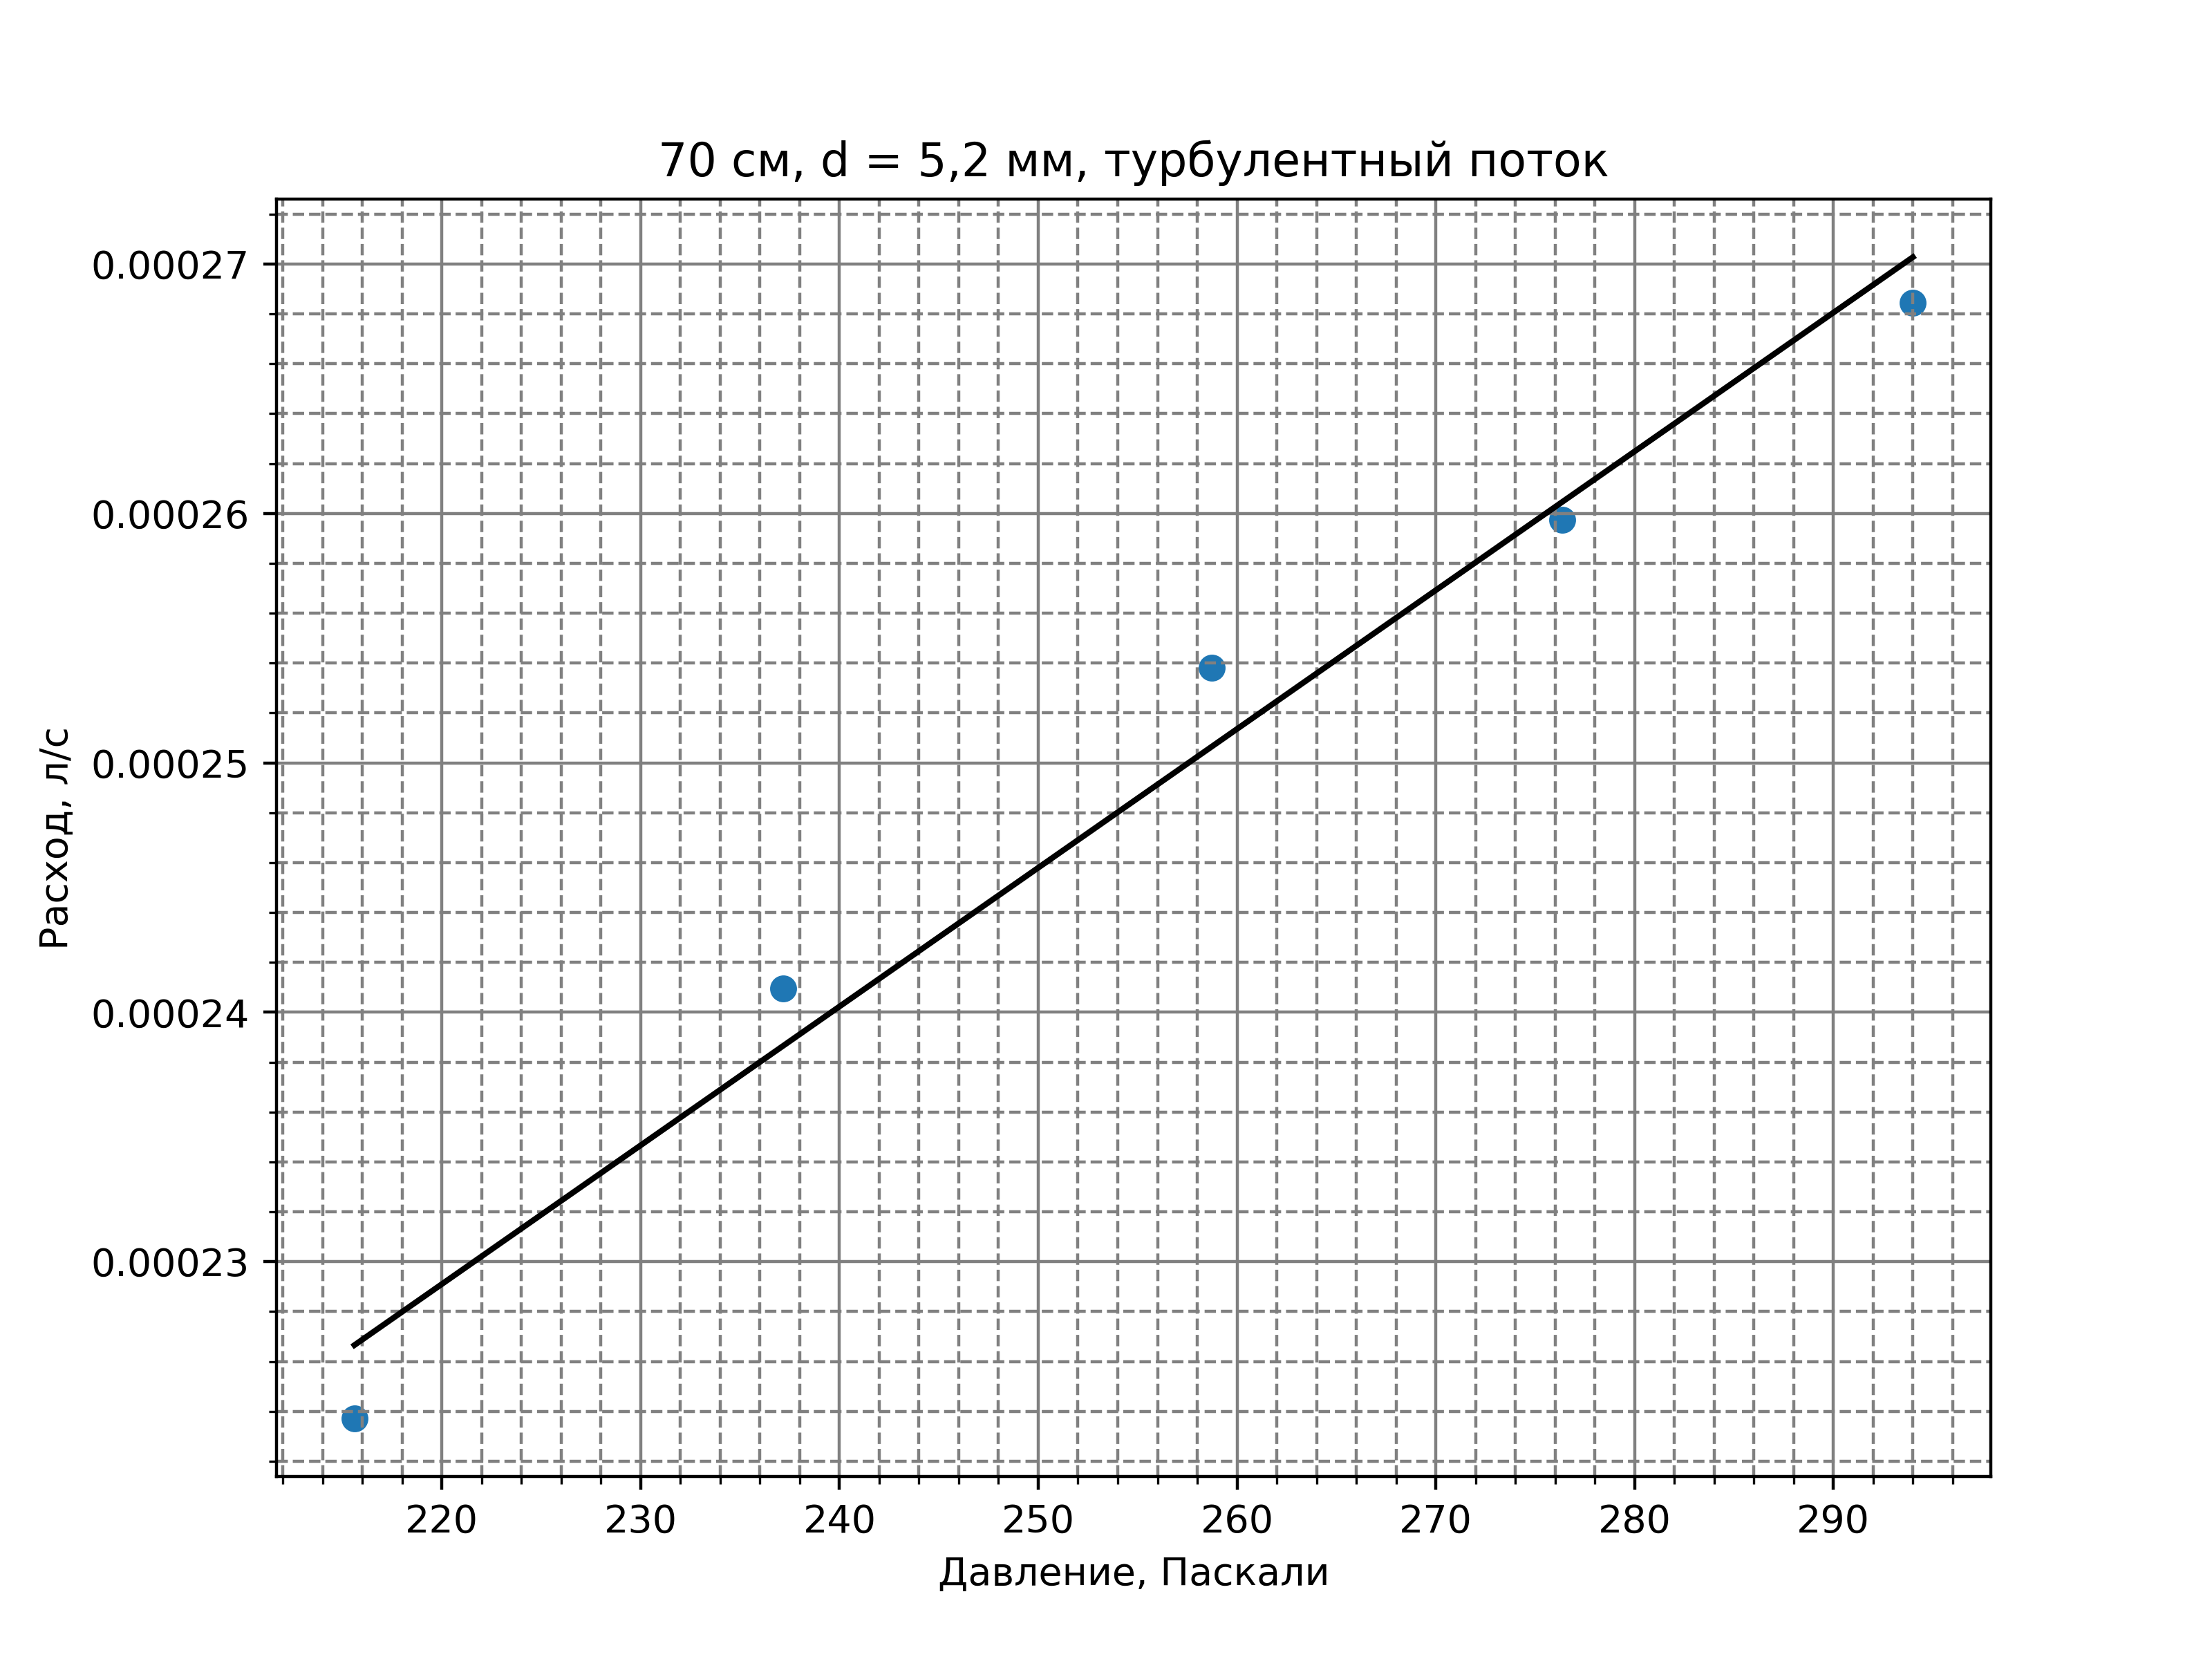 70 см, d = 5,2 мм, турбулентный поток
0.00027
0.00026
0.00025
0.00024
0.00023
Расход, л/с
220 230 240 250 260 270 280 290
Давление, Паскали